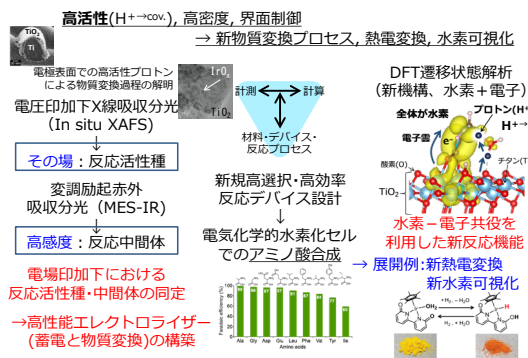 高活性(H⁺→cov.), 高密度, 界面制御
→ 新物質変換プロセス, 熱電変換, 水素可視化
TiO₂
Ti
電極表面での高活性プロトン
による物質変換過程の解明
電圧印加下X線吸収分光
(In situ XAFS)
その場：反応活性種
変調励起赤外
吸収分光（MES-IR）
高感度：反応中間体
電場印加下における
反応活性種・中間体の同定
→高性能エレクトロライザー
(蓄電と物質変換)の構築
IrOₓ
TiO₂
計測
計算
材料・デバイス・
反応プロセス
新規高選択・高効率
反応デバイス設計
↓
電気化学的水素化セル
でのアミノ酸合成
Faradaic efficiency (%)
100
80
60
40
20
0
Ala Gly Asp Glu Leu Phe Val Tyr Ile
Amino acids
DFT遷移状態解析
(新機構、水素＋電子)
全体が水素
プロトン(H⁺
H⁺→
電子雲
e⁻
酸素(O)
チタン(T
TiO₂
水素－電子共役を
利用した新反応機能
→ 展開例：新熱電変換
新水素可視化
+ H₂, − H₂O
− H₂, + H₂O